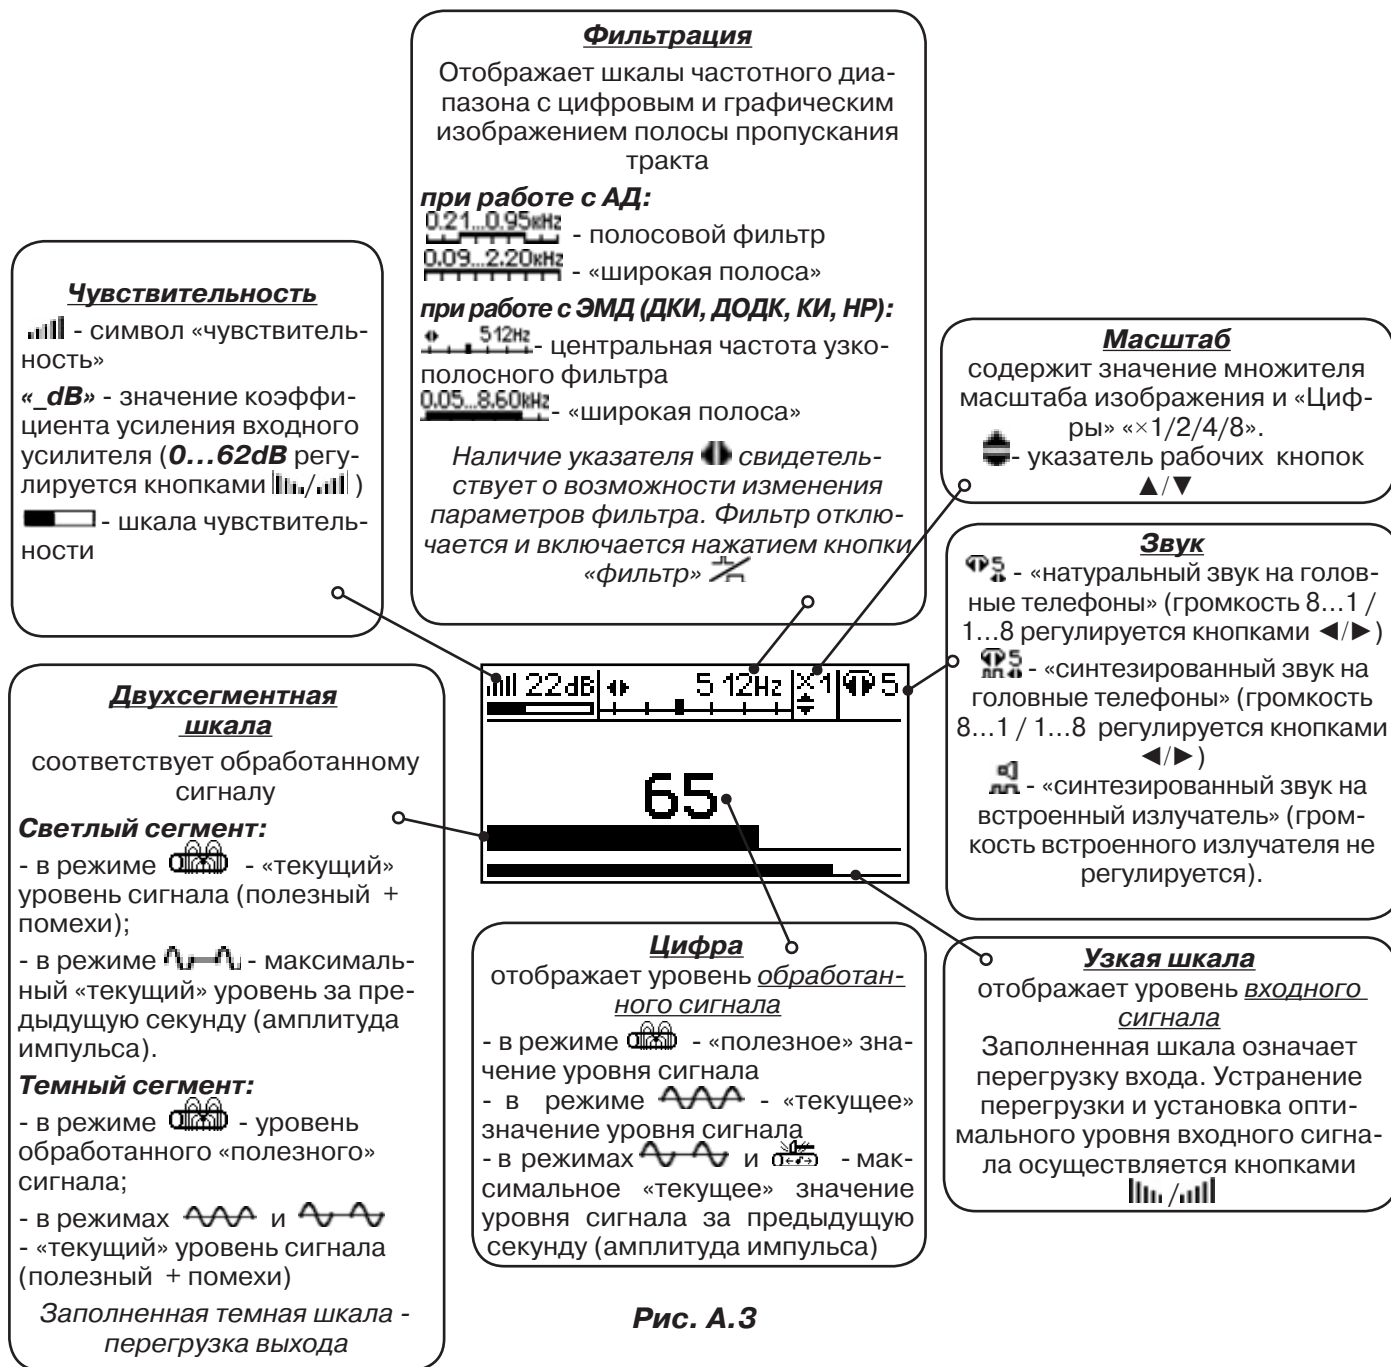 Фильтрация
Отображает шкалы частотного диа-
пазона с цифровым и графическим
изображением полосы пропускания
тракта
при работе с АД:
0.21...0.95кHz - полосовой фильтр
0.09...2.20кHz - «широкая полоса»
при работе с ЭМД (ДКИ, ДОДК, КИ, НР):
512Hz - центральная частота узко-
полосного фильтра
0.05...8.60kHz - «широкая полоса»
Наличие указателя свидетель-
ствует о возможности изменения
параметров фильтра. Фильтр отклю-
чается и включается нажатием кнопки
«фильтр»
Чувствительность
- символ «чувствитель-
ность»
«_dB» - значение коэффи-
циента усиления входного
усилителя (0...62dB регу-
лируется кнопками / )
- шкала чувствитель-
ности
Масштаб
содержит значение множителя
масштаба изображения и «Циф-
ры» «×1/2/4/8».
- указатель рабочих кнопок
▲/▼
Звук
5 - «натуральный звук на голов-
ные телефоны» (громкость 8...1 /
1...8 регулируется кнопками ◄/►)
5 - «синтезированный звук на
головные телефоны» (громкость
8...1 / 1...8 регулируется кнопками
◄/►)
- «синтезированный звук на
встроенный излучатель» (гром-
кость встроенного излучателя не
регулируется).
22dB 512Hz ×1 5
65
Двухсегментная
шкала
соответствует обработанному
сигналу
Светлый сегмент:
- в режиме - «текущий»
уровень сигнала (полезный +
помехи);
- в режиме - максималь-
ный «текущий» уровень за пре-
дыдущую секунду (амплитуда
импульса).
Темный сегмент:
- в режиме - уровень
обработанного «полезного»
сигнала;
- в режимах и
- «текущий» уровень сигнала
(полезный + помехи)
Заполненная темная шкала -
перегрузка выхода
Цифра
отображает уровень обработан-
ного сигнала
- в режиме - «полезное» зна-
чение уровня сигнала
- в режиме - «текущее»
значение уровня сигнала
- в режимах и - мак-
симальное «текущее» значение
уровня сигнала за предыдущую
секунду (амплитуда импульса)
Узкая шкала
отображает уровень входного
сигнала
Заполненная шкала означает
перегрузку входа. Устранение
перегрузки и установка опти-
мального уровня входного сигна-
ла осуществляется кнопками
/
Рис. А.3